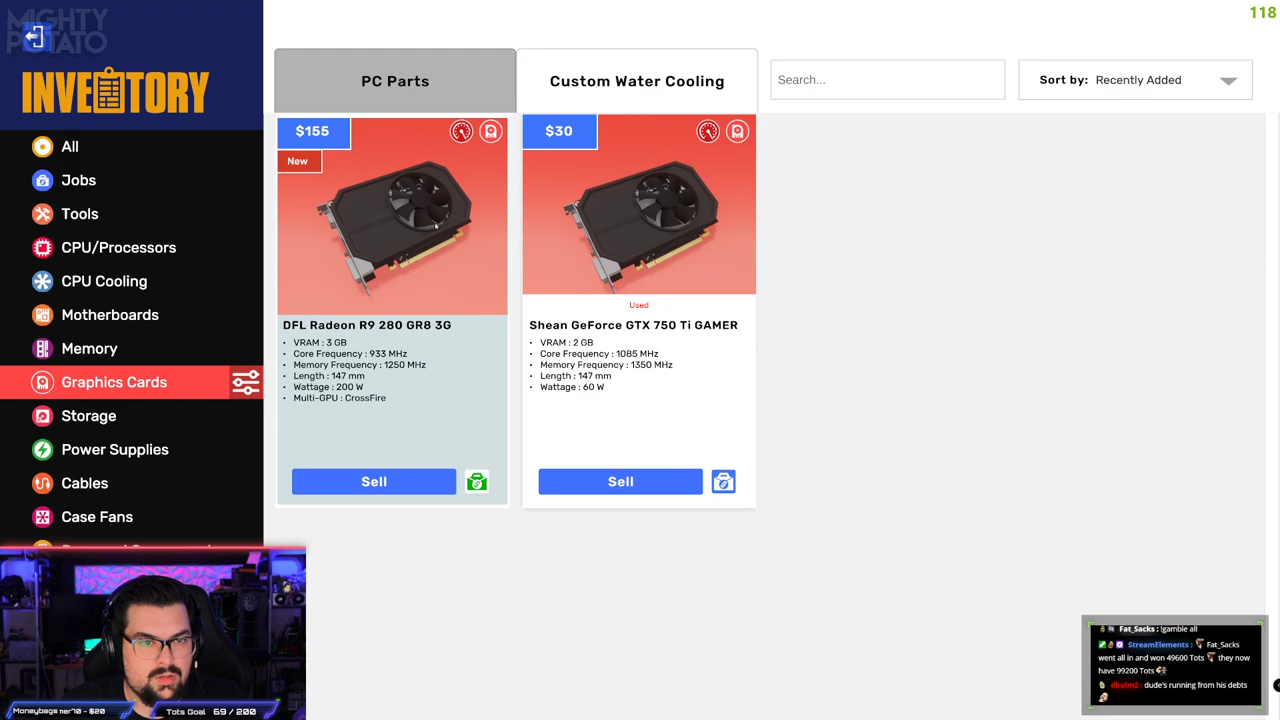 MIGHTY
POTATO
118
INVENTORY
PC Parts
Custom Water Cooling
Search...
Sort by: Recently Added
All
Jobs
Tools
CPU/Processors
CPU Cooling
Motherboards
Memory
Graphics Cards
Storage
Power Supplies
Cables
Case Fans
$155
New
DFL Radeon R9 280 GR8 3G
• VRAM : 3 GB
• Core Frequency : 933 MHz
• Memory Frequency : 1250 MHz
• Length : 147 mm
• Wattage : 200 W
• Multi-GPU : CrossFire
Sell
$30
Used
Shean GeForce GTX 750 Ti GAMER
• VRAM : 2 GB
• Core Frequency : 1085 MHz
• Memory Frequency : 1350 MHz
• Length : 147 mm
• Wattage : 60 W
Sell
Moneybags - $20
Tots Goal 69 / 200
Fat_Sacks : !gamble all
StreamElements : Fat_Sacks
went all in and won 49600 Tots they now
have 99200 Tots
dbulm2 : dude's running from his debts